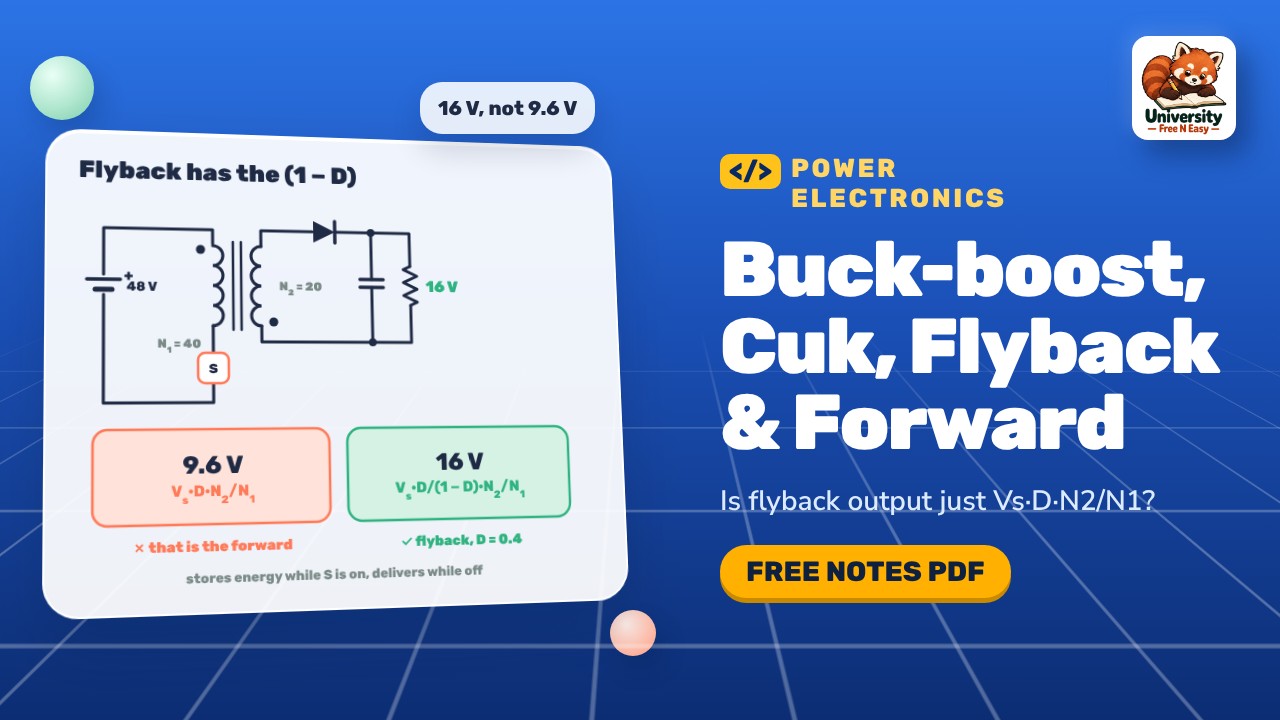 16 V, not 9.6 V
University
Free N Easy
Flyback has the (1 – D)
+
48 V
N1 = 40
S
N2 = 20
16 V
9.6 V
Vs·D·N2/N1
× that is the forward
16 V
Vs·D/(1 – D)·N2/N1
✓ flyback, D = 0.4
stores energy while S is on, delivers while off
</> POWER
ELECTRONICS
Buck-boost,
Cuk, Flyback
& Forward
Is flyback output just Vs·D·N2/N1?
FREE NOTES PDF